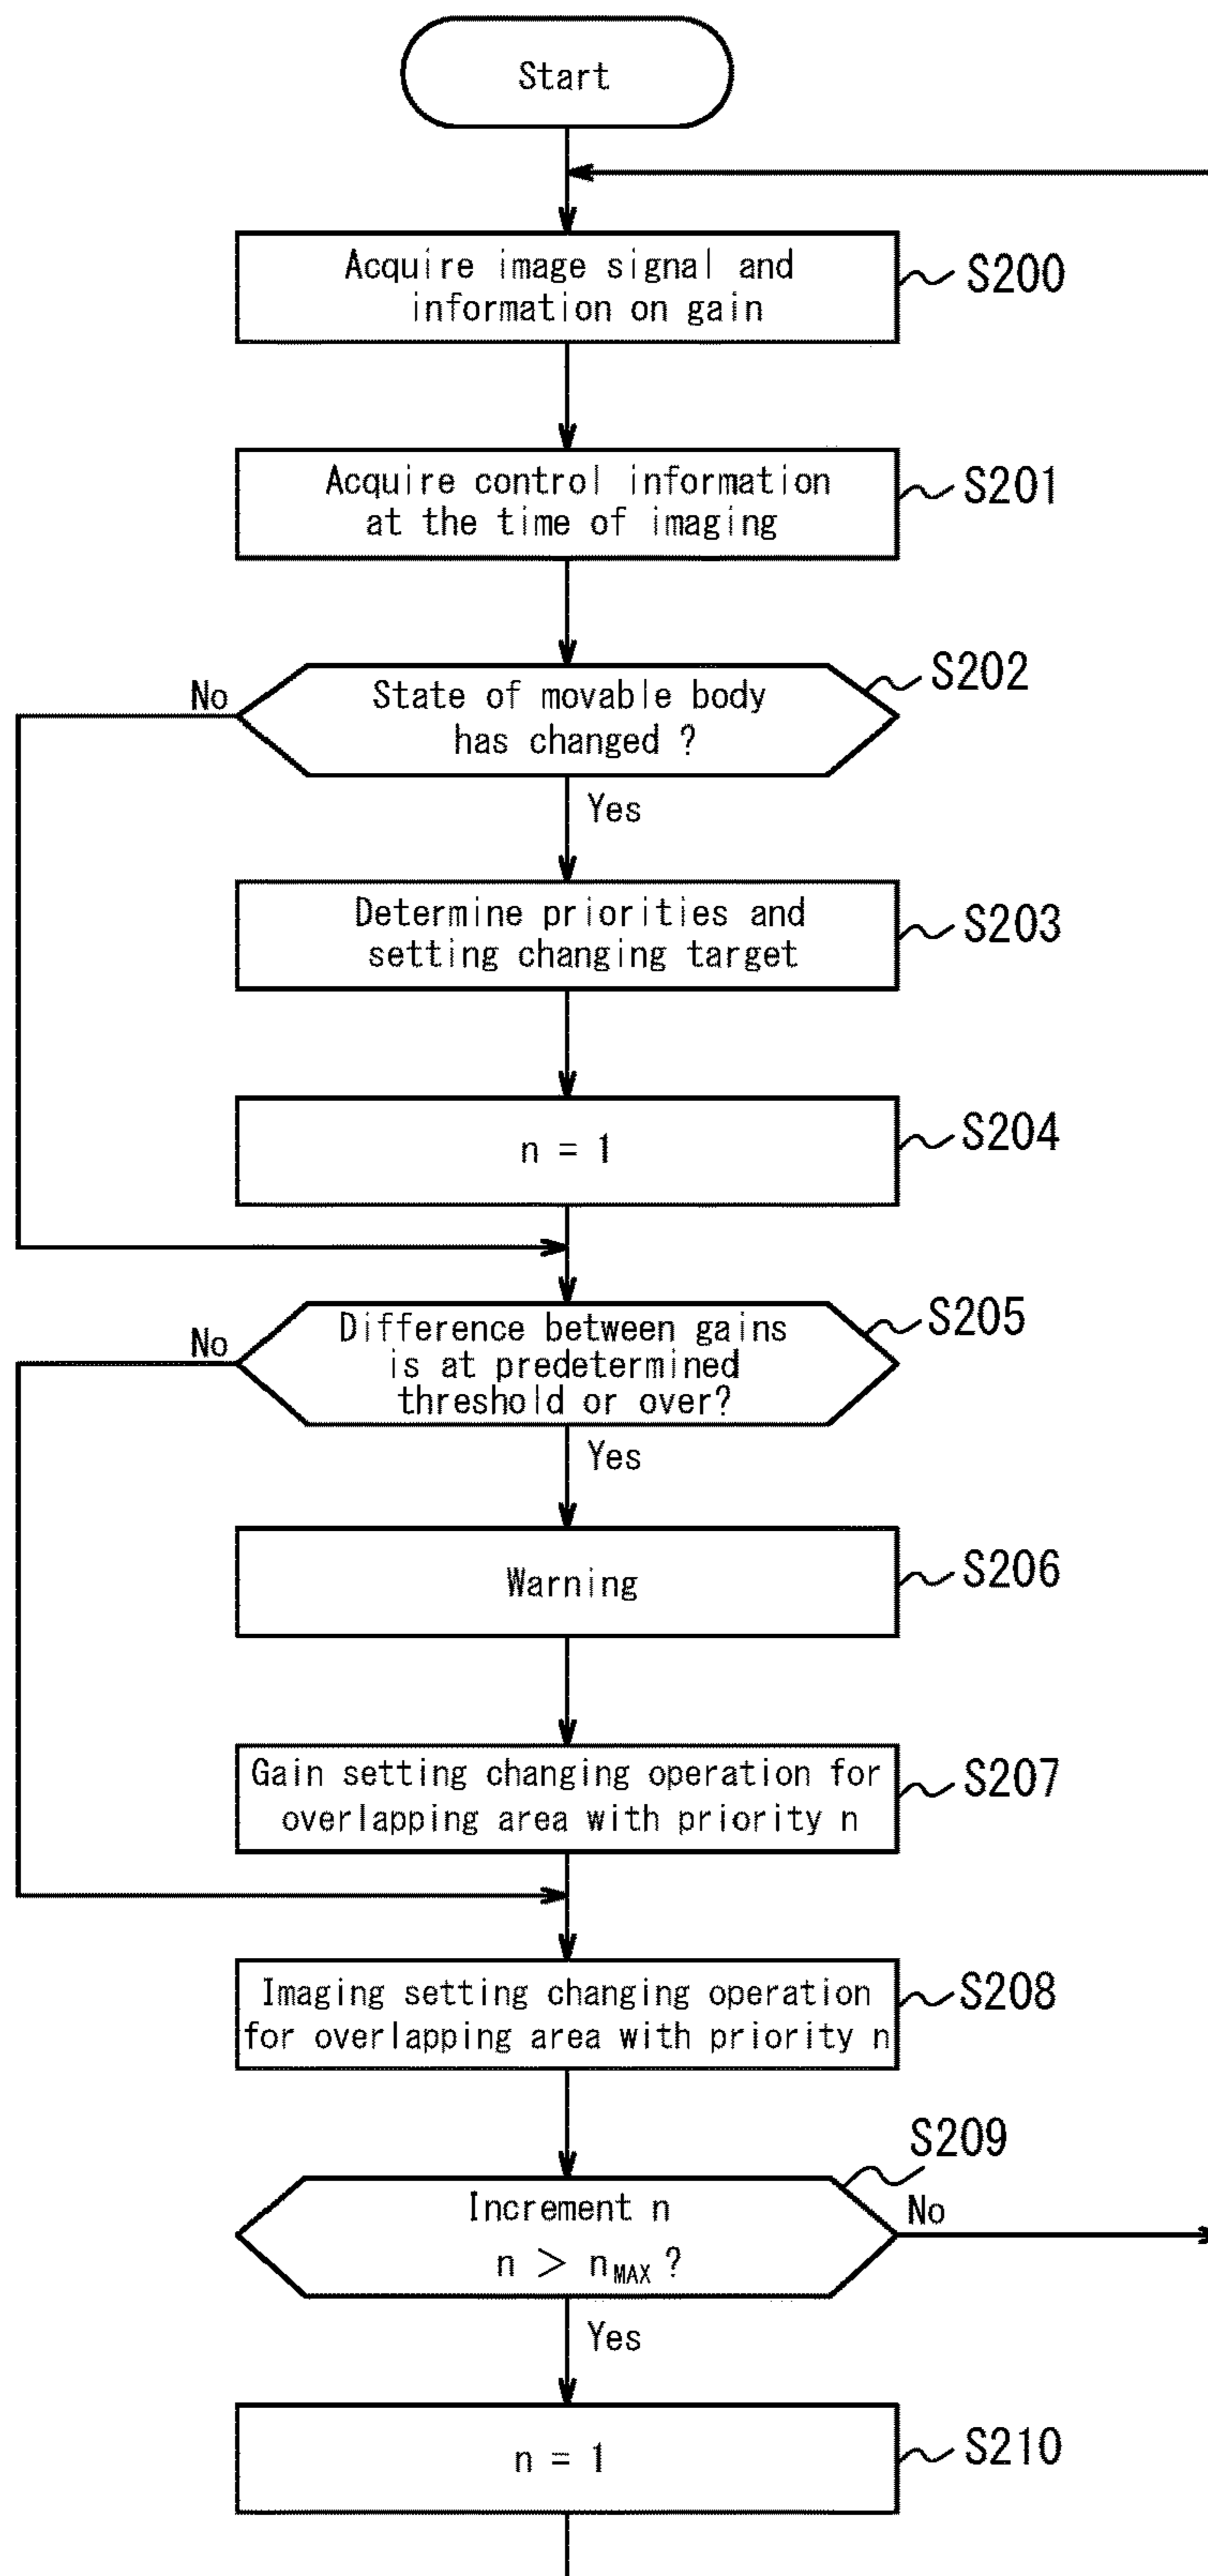 Start
Acquire image signal and
information on gain
S200
Acquire control information
at the time of imaging
S201
State of movable body
has changed ?
S202
No
Yes
Determine priorities and
setting changing target
S203
n = 1
S204
Difference between gains
is at predetermined
threshold or over?
S205
No
Yes
Warning
S206
Gain setting changing operation for
overlapping area with priority n
S207
Imaging setting changing operation
for overlapping area with priority n
S208
S209
Increment n
n > nMAX ?
No
Yes
n = 1
S210